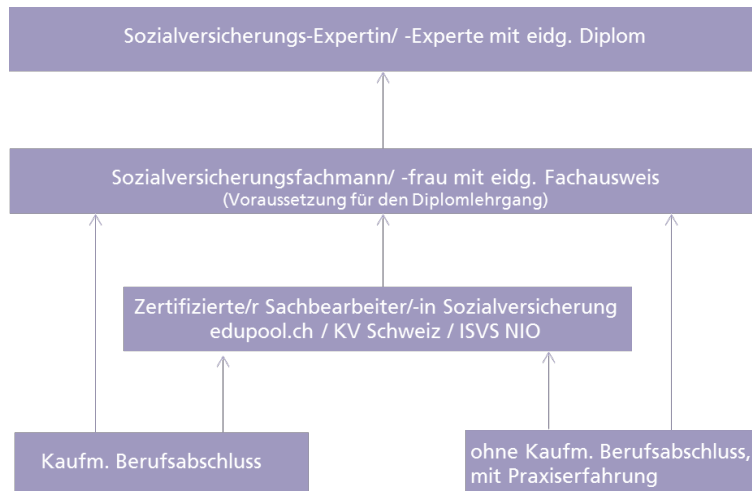 Sozialversicherungs-Expertin/ -Experte mit eidg. Diplom
Sozialversicherungsfachmann/ -frau mit eidg. Fachausweis
(Voraussetzung für den Diplomlehrgang)
Zertifizierte/r Sachbearbeiter/-in Sozialversicherung
edupool.ch / KV Schweiz / ISVS NIO
Kaufm. Berufsabschluss
ohne Kaufm. Berufsabschluss,
mit Praxiserfahrung